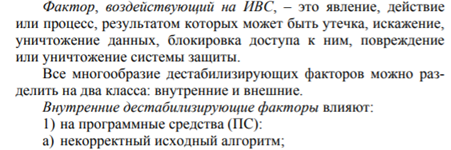 Фактор, воздействующий на ИВС, – это явление, действие
или процесс, результатом которых может быть утечка, искажение,
уничтожение данных, блокировка доступа к ним, повреждение
или уничтожение системы защиты.
Все многообразие дестабилизирующих факторов можно раз-
делить на два класса: внутренние и внешние.
Внутренние дестабилизирующие факторы влияют:
1) на программные средства (ПС):
а) некорректный исходный алгоритм;